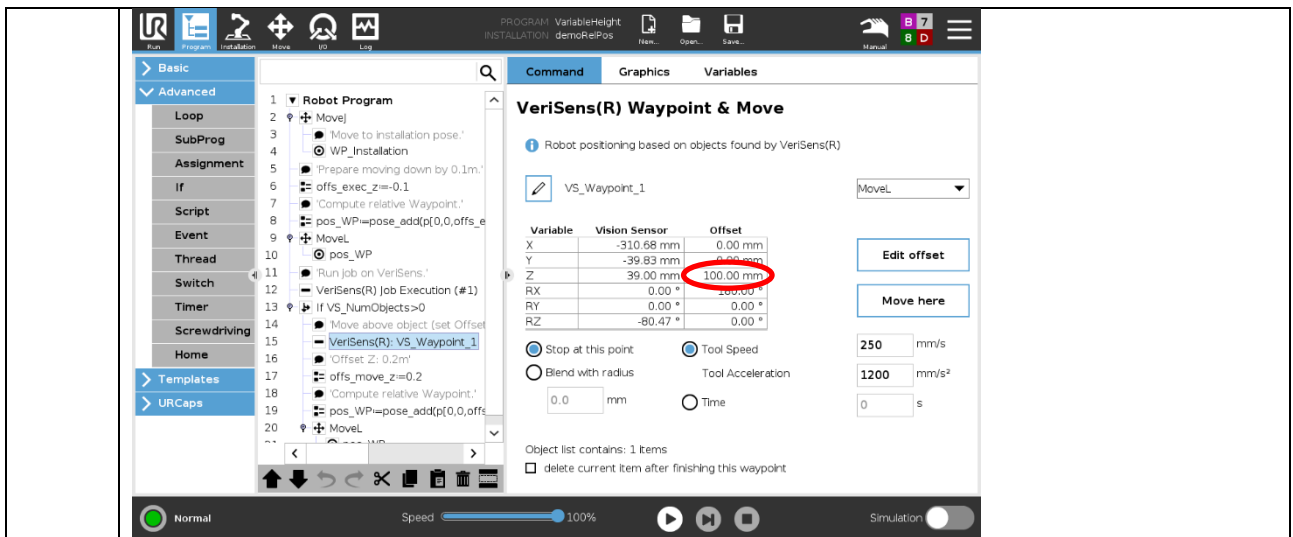 PROGRAM VariableHeight
INSTALLATION demoRelPos
Run Program Installation Move I/O Log New... Open... Save... Manual
B 7
8 D
Basic
Advanced
Loop
SubProg
Assignment
If
Script
Event
Thread
Switch
Timer
Screwdriving
Home
Templates
URCaps
1 Robot Program
2 MoveJ
3 'Move to installation pose.'
4 WP_Installation
5 'Prepare moving down by 0.1m.'
6 offs_exec_z:=-0.1
7 'Compute relative Waypoint.'
8 pos_WP:=pose_add(p[0,0,offs_e
9 MoveL
10 pos_WP
11 'Run job on VeriSens.'
12 VeriSens(R) Job Execution (#1)
13 If VS_NumObjects>0
14 'Move above object (set Offset
15 VeriSens(R): VS_Waypoint_1
16 'Offset Z: 0.2m'
17 offs_move_z:=0.2
18 'Compute relative Waypoint.'
19 pos_WP:=pose_add(p[0,0,offs
20 MoveL
21 pos_WP
Command Graphics Variables
VeriSens(R) Waypoint & Move
Robot positioning based on objects found by VeriSens(R)
VS_Waypoint_1 MoveL
Variable Vision Sensor Offset
X -310.68 mm 0.00 mm
Y -39.83 mm 0.00 mm
Z 39.00 mm 100.00 mm
RX 0.00 ° 180.00 °
RY 0.00 ° 0.00 °
RZ -80.47 ° 0.00 °
Edit offset
Move here
Stop at this point Tool Speed 250 mm/s
Blend with radius Tool Acceleration 1200 mm/s²
0.0 mm Time 0 s
Object list contains: 1 items
delete current item after finishing this waypoint
Normal Speed 100% Simulation